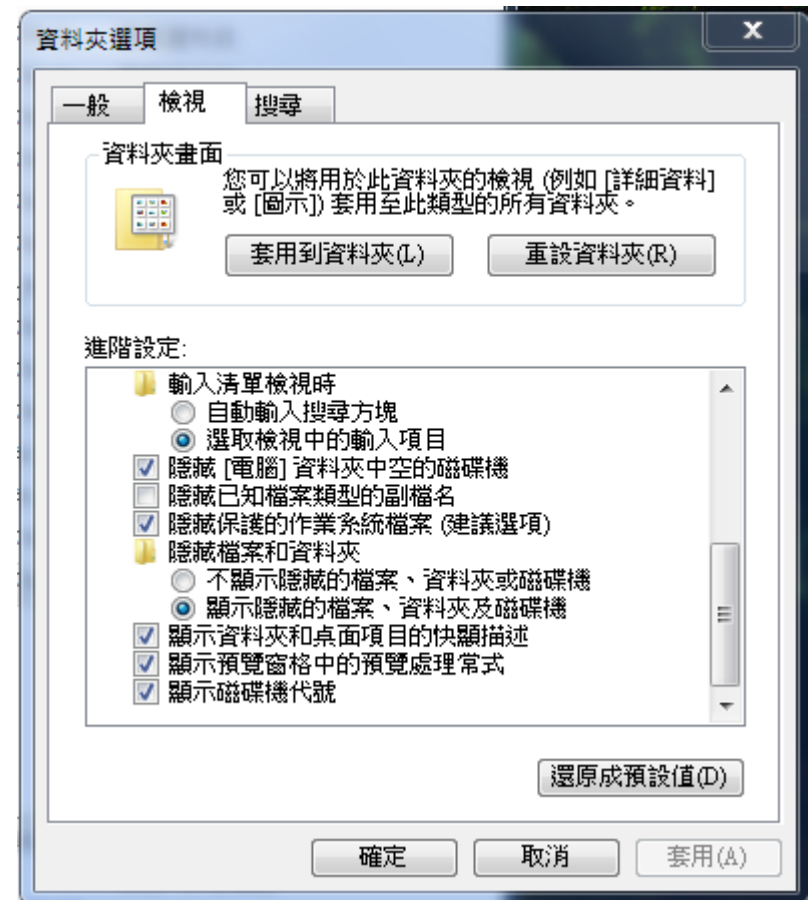 資料夾選項
一般
檢視
搜尋
資料夾畫面
您可以將用於此資料夾的檢視 (例如 [詳細資料]
或 [圖示]) 套用至此類型的所有資料夾。
套用到資料夾(L)
重設資料夾(R)
進階設定:
輸入清單檢視時
自動輸入搜尋方塊
選取檢視中的輸入項目
隱藏 [電腦] 資料夾中空的磁碟機
隱藏已知檔案類型的副檔名
隱藏保護的作業系統檔案 (建議選項)
隱藏檔案和資料夾
不顯示隱藏的檔案、資料夾或磁碟機
顯示隱藏的檔案、資料夾及磁碟機
顯示資料夾和桌面項目的快顯描述
顯示預覽窗格中的預覽處理常式
顯示磁碟機代號
還原成預設值(D)
確定
取消
套用(A)